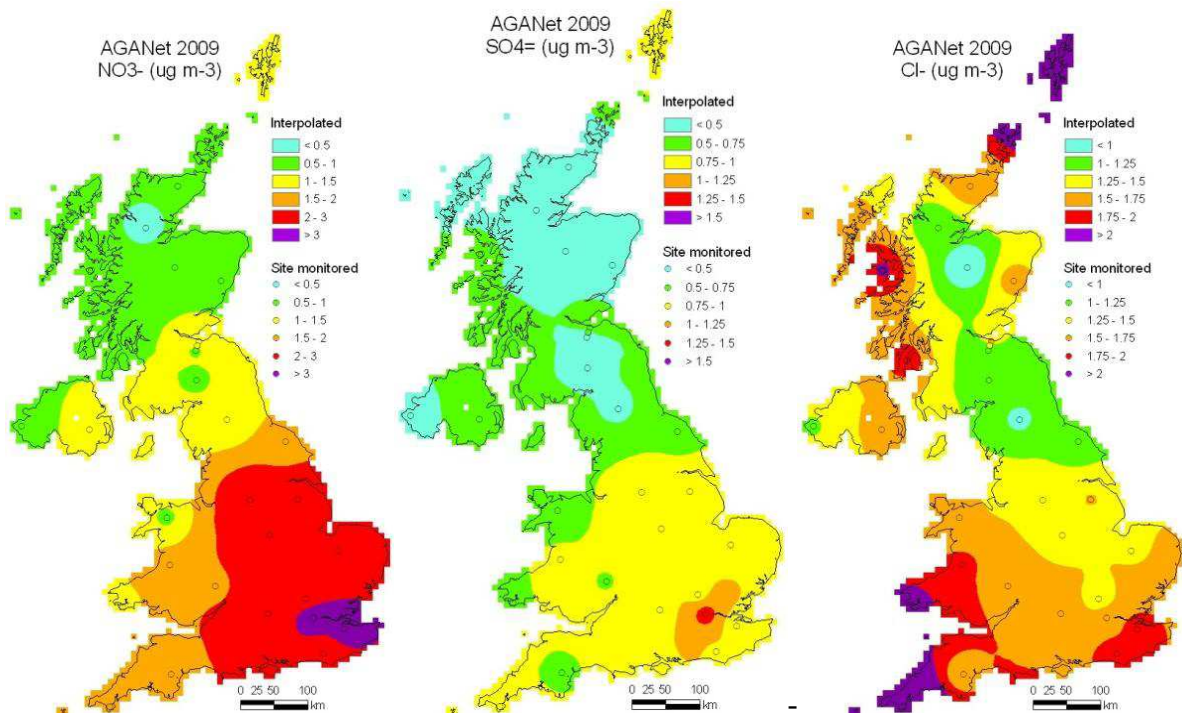 AGANet 2009
NO3- (ug m-3)
Interpolated
< 0.5
0.5 - 1
1 - 1.5
1.5 - 2
2 - 3
> 3
Site monitored
< 0.5
0.5 - 1
1 - 1.5
1.5 - 2
2 - 3
> 3
0 25 50 100
km
AGANet 2009
SO4= (ug m-3)
Interpolated
< 0.5
0.5 - 0.75
0.75 - 1
1 - 1.25
1.25 - 1.5
> 1.5
Site monitored
< 0.5
0.5 - 0.75
0.75 - 1
1 - 1.25
1.25 - 1.5
> 1.5
0 25 50 100
km
AGANet 2009
Cl- (ug m-3)
Interpolated
< 1
1 - 1.25
1.25 - 1.5
1.5 - 1.75
1.75 - 2
> 2
Site monitored
< 1
1 - 1.25
1.25 - 1.5
1.5 - 1.75
1.75 - 2
> 2
0 25 50 100
km